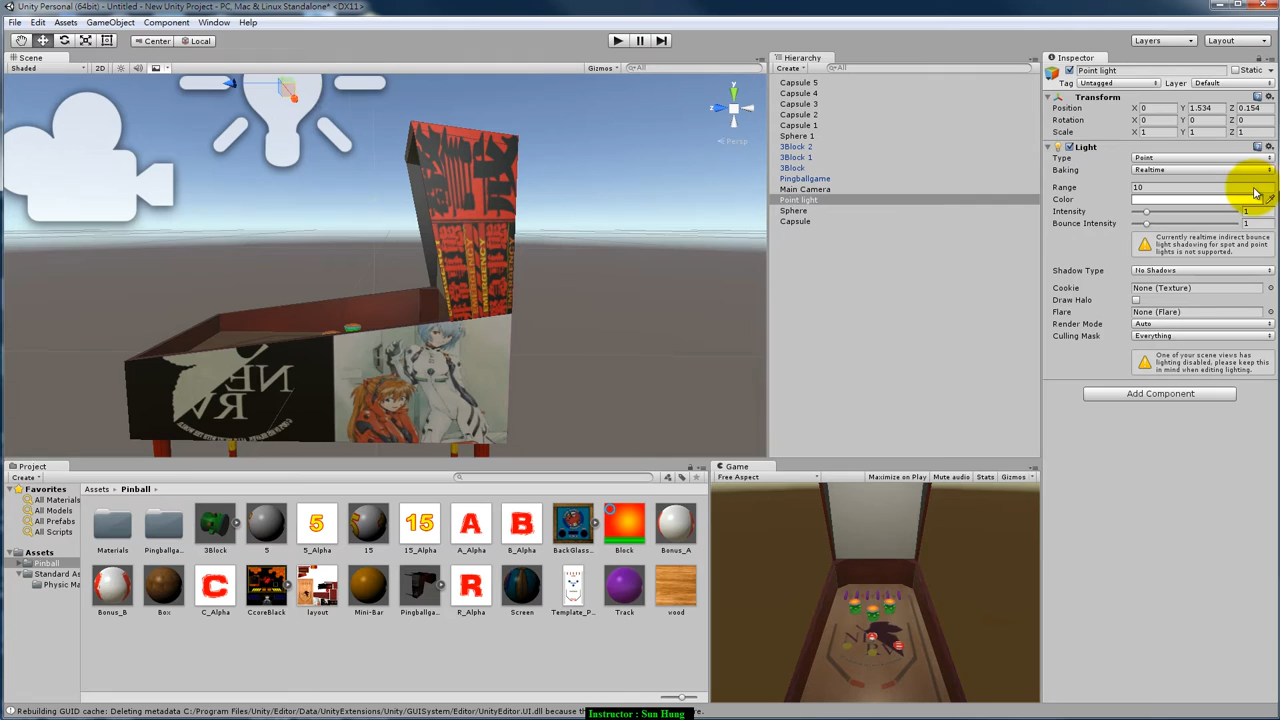 Unity Personal (64bit) - Untitled - New Unity Project - PC, Mac & Linux Standalone* <DX11>
File Edit Assets GameObject Component Window Help
Center Local Layers Layout
Scene
Shaded 2D Gizmos All
z y Persp
NE
RV
EMERGENCY
Hierarchy
Create All
Capsule 5
Capsule 4
Capsule 3
Capsule 2
Capsule 1
Sphere 1
3Block 2
3Block 1
3Block
Pingballgame
Main Camera
Point light
Sphere
Capsule
Inspector
Point light Static
Tag Untagged Layer Default
Transform
Position X 0 Y 1.534 Z 0.154
Rotation X 0 Y 0 Z 0
Scale X 1 Y 1 Z 1
Light
Type Point
Baking Realtime
Range 10
Color
Intensity 1
Bounce Intensity 1
Currently realtime indirect bounce
light shadowing for spot and point
lights is not supported.
Shadow Type No Shadows
Cookie None (Texture)
Draw Halo
Flare None (Flare)
Render Mode Auto
Culling Mask Everything
One of your scene views has
lighting disabled, please keep this
in mind when editing lighting.
Add Component
Project
Create
Favorites
All Materials
All Models
All Prefabs
All Scripts
Assets
Pinball
Standard As
Physic Ma
Assets Pinball
5 15 A B
Materials Pingballga... 3Block 5 5_Alpha 15 15_Alpha A_Alpha B_Alpha BackGlass... Block Bonus_A
C R
Bonus_B Box C_Alpha CcoreBlack layout Mini-Bar Pingballgam... R_Alpha Screen Template_P... Track wood
Game
Free Aspect Maximize on Play Mute audio Stats Gizmos
Rebuilding GUID cache: Deleting metadata C:/Program Files/Unity/Editor/Data/UnityExtensions/Unity/GUISystem/Editor/UnityEditor.UI.dll because th
Instructor : Sun Hung
re.